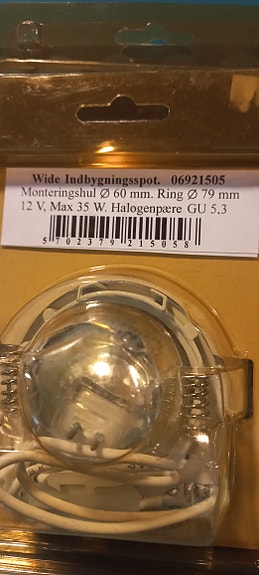 Wide Indbygningsspot. 06921505
Monteringshul Ø 60 mm. Ring Ø 79 mm
12 V, Max 35 W. Halogenpære GU 5,3
5 702379 215058